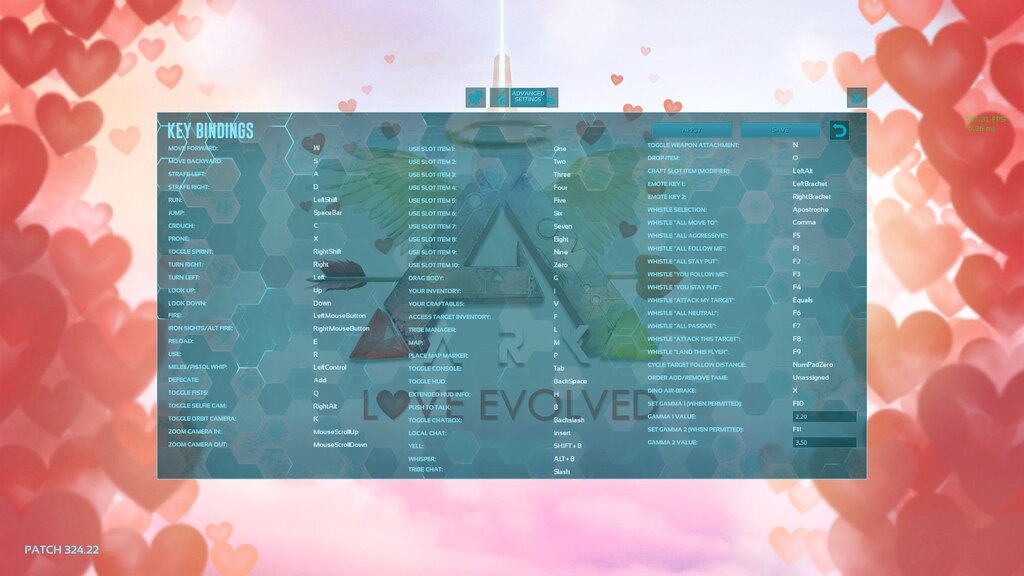 ADVANCED
SETTINGS
KEY BINDINGS
APPLY
SAVE
MOVE FORWARD: W
MOVE BACKWARD: S
STRAFE LEFT: A
STRAFE RIGHT: D
RUN: LeftShift
JUMP: SpaceBar
CROUCH: C
PRONE: X
TOGGLE SPRINT: RightShift
TURN RIGHT: Right
TURN LEFT: Left
LOOK UP: Up
LOOK DOWN: Down
FIRE: LeftMouseButton
IRON SIGHTS/ALT FIRE: RightMouseButton
RELOAD: E
USE: R
MELEE/PISTOL WHIP: LeftControl
DEFECATE: Add
TOGGLE FISTS: Q
TOGGLE SELFIE CAM: RightAlt
TOGGLE ORBIT CAMERA: K
ZOOM CAMERA IN: MouseScrollUp
ZOOM CAMERA OUT: MouseScrollDown
USE SLOT ITEM 1: One
USE SLOT ITEM 2: Two
USE SLOT ITEM 3: Three
USE SLOT ITEM 4: Four
USE SLOT ITEM 5: Five
USE SLOT ITEM 6: Six
USE SLOT ITEM 7: Seven
USE SLOT ITEM 8: Eight
USE SLOT ITEM 9: Nine
USE SLOT ITEM 10: Zero
DRAG BODY: G
YOUR INVENTORY: I
YOUR CRAFTABLES: V
ACCESS TARGET INVENTORY: F
TRIBE MANAGER: L
MAP: M
PLACE MAP MARKER: P
TOGGLE CONSOLE: Tab
TOGGLE HUD: BackSpace
EXTENDED HUD INFO: H
PUSH TO TALK: B
TOGGLE CHATBOX: Backslash
LOCAL CHAT: Insert
YELL: SHIFT + B
WHISPER: ALT + B
TRIBE CHAT: Slash
TOGGLE WEAPON ATTACHMENT: N
DROP ITEM: O
CRAFT SLOT ITEM (MODIFIER): LeftAlt
EMOTE KEY 1: LeftBracket
EMOTE KEY 2: RightBracket
WHISTLE SELECTION: Apostrophe
WHISTLE "ALL MOVE TO": Comma
WHISTLE "ALL AGGRESSIVE": F5
WHISTLE "ALL FOLLOW ME": F1
WHISTLE "ALL STAY PUT": F2
WHISTLE "YOU FOLLOW ME": F3
WHISTLE "YOU STAY PUT": F4
WHISTLE "ATTACK MY TARGET" Equals
WHISTLE "ALL NEUTRAL": F6
WHISTLE "ALL PASSIVE": F7
WHISTLE "ATTACK THIS TARGET": F8
WHISTLE "LAND THIS FLYER": F9
CYCLE TARGET FOLLOW DISTANCE: NumPadZero
ORDER ADD/REMOVE TAME: Unassigned
DINO AIR-BRAKE: X
SET GAMMA 1 (WHEN PERMITTED): F10
GAMMA 1 VALUE: 2.20
SET GAMMA 2 (WHEN PERMITTED): F11
GAMMA 2 VALUE: 3.50
ARK
LOVE EVOLVED
PATCH 324.22